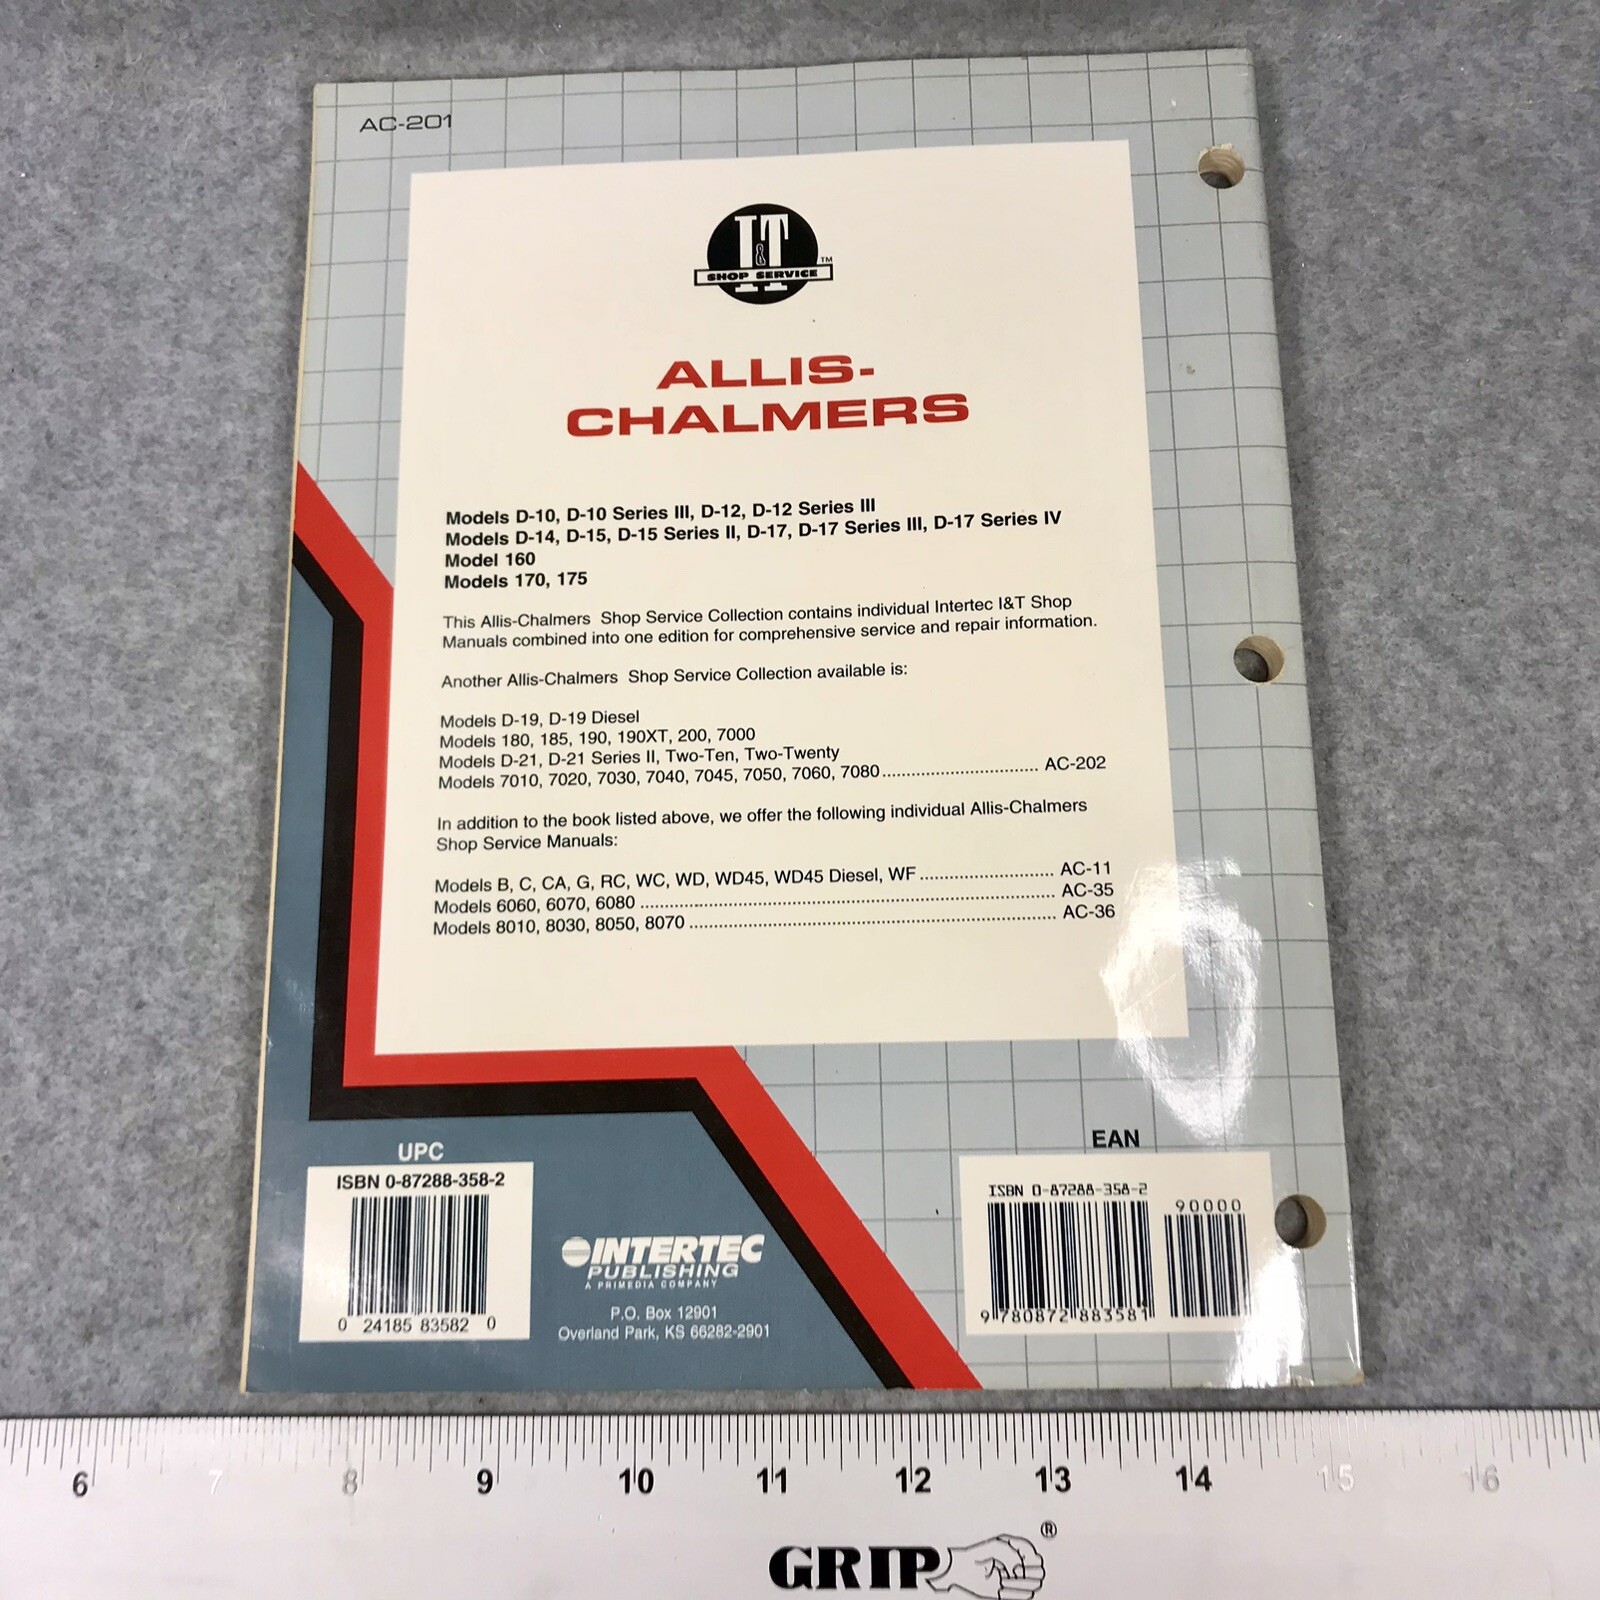 AC-201
I&T
SHOP SERVICE™
ALLIS-
CHALMERS
Models D-10, D-10 Series III, D-12, D-12 Series III
Models D-14, D-15, D-15 Series II, D-17, D-17 Series III, D-17 Series IV
Model 160
Models 170, 175
This Allis-Chalmers Shop Service Collection contains individual Intertec I&T Shop
Manuals combined into one edition for comprehensive service and repair information.
Another Allis-Chalmers Shop Service Collection available is:
Models D-19, D-19 Diesel
Models 180, 185, 190, 190XT, 200, 7000
Models D-21, D-21 Series II, Two-Ten, Two-Twenty
Models 7010, 7020, 7030, 7040, 7045, 7050, 7060, 7080 ............................... AC-202
In addition to the book listed above, we offer the following individual Allis-Chalmers
Shop Service Manuals:
Models B, C, CA, G, RC, WC, WD, WD45, WD45 Diesel, WF ........................... AC-11
Models 6060, 6070, 6080 ................................................................................... AC-35
Models 8010, 8030, 8050, 8070 ......................................................................... AC-36
UPC
ISBN 0-87288-358-2
0 24185 83582 0
INTERTEC
PUBLISHING
A PRIMEDIA COMPANY
P.O. Box 12901
Overland Park, KS 66282-2901
EAN
ISBN 0-87288-358-2
90000
9 780872 883581
6 7 8 9 10 11 12 13 14 15 16
GRIP®